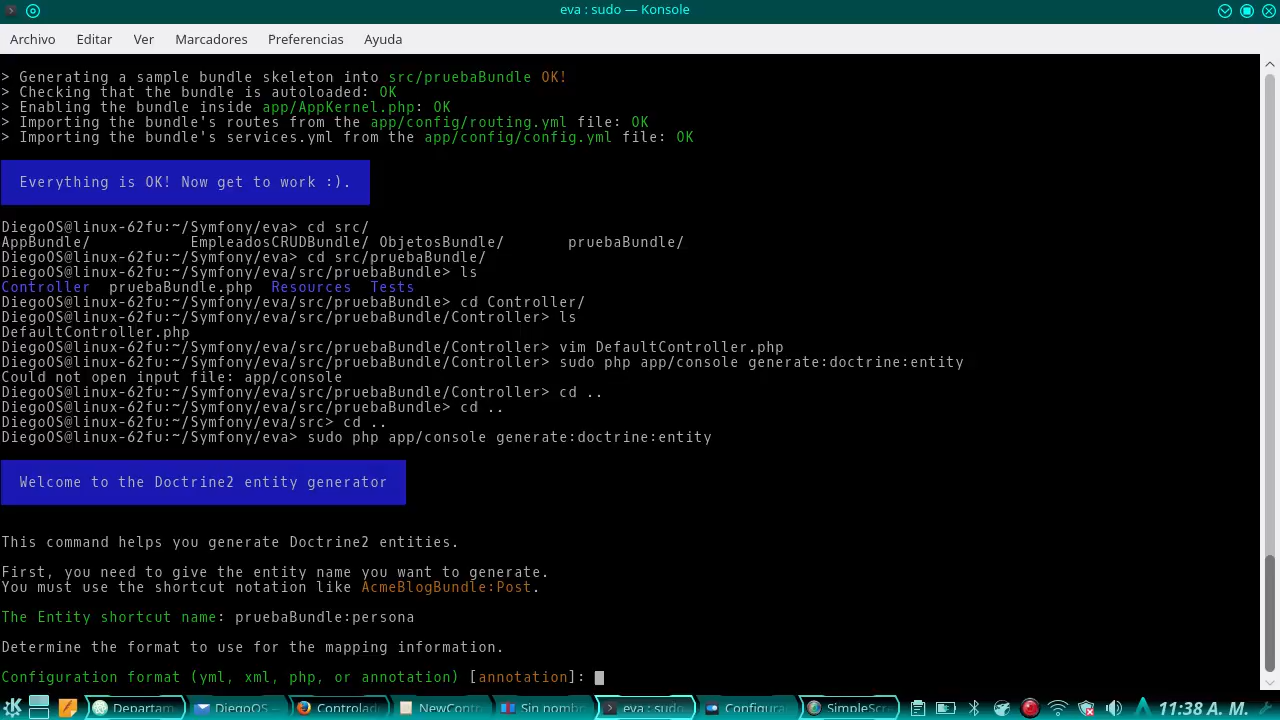 eva : sudo — Konsole
Archivo Editar Ver Marcadores Preferencias Ayuda
> Generating a sample bundle skeleton into src/pruebaBundle OK!
> Checking that the bundle is autoloaded: OK
> Enabling the bundle inside app/AppKernel.php: OK
> Importing the bundle's routes from the app/config/routing.yml file: OK
> Importing the bundle's services.yml from the app/config/config.yml file: OK
Everything is OK! Now get to work :).
DiegoOS@linux-62fu:~/Symfony/eva> cd src/
AppBundle/ EmpleadosCRUDBundle/ ObjetosBundle/ pruebaBundle/
DiegoOS@linux-62fu:~/Symfony/eva> cd src/pruebaBundle/
DiegoOS@linux-62fu:~/Symfony/eva/src/pruebaBundle> ls
Controller pruebaBundle.php Resources Tests
DiegoOS@linux-62fu:~/Symfony/eva/src/pruebaBundle> cd Controller/
DiegoOS@linux-62fu:~/Symfony/eva/src/pruebaBundle/Controller> ls
DefaultController.php
DiegoOS@linux-62fu:~/Symfony/eva/src/pruebaBundle/Controller> vim DefaultController.php
DiegoOS@linux-62fu:~/Symfony/eva/src/pruebaBundle/Controller> sudo php app/console generate:doctrine:entity
Could not open input file: app/console
DiegoOS@linux-62fu:~/Symfony/eva/src/pruebaBundle/Controller> cd ..
DiegoOS@linux-62fu:~/Symfony/eva/src/pruebaBundle> cd ..
DiegoOS@linux-62fu:~/Symfony/eva/src> cd ..
DiegoOS@linux-62fu:~/Symfony/eva> sudo php app/console generate:doctrine:entity
Welcome to the Doctrine2 entity generator
This command helps you generate Doctrine2 entities.
First, you need to give the entity name you want to generate.
You must use the shortcut notation like AcmeBlogBundle:Post.
The Entity shortcut name: pruebaBundle:persona
Determine the format to use for the mapping information.
Configuration format (yml, xml, php, or annotation) [annotation]:
Departam DiegoOS — Controlad NewContr Sin nombr eva : sudo Configura SimpleScr 11:38 A. M.